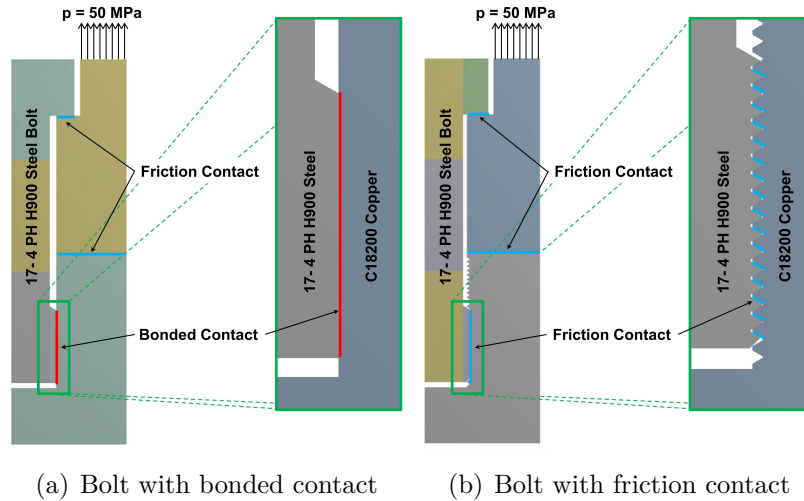 p = 50 MPa
17- 4 PH H900 Steel Bolt
Friction Contact
Bonded Contact
17- 4 PH H900 Steel
C18200 Copper
(a) Bolt with bonded contact
p = 50 MPa
17- 4 PH H900 Steel Bolt
Friction Contact
Friction Contact
17- 4 PH H900 Steel
C18200 Copper
(b) Bolt with friction contact